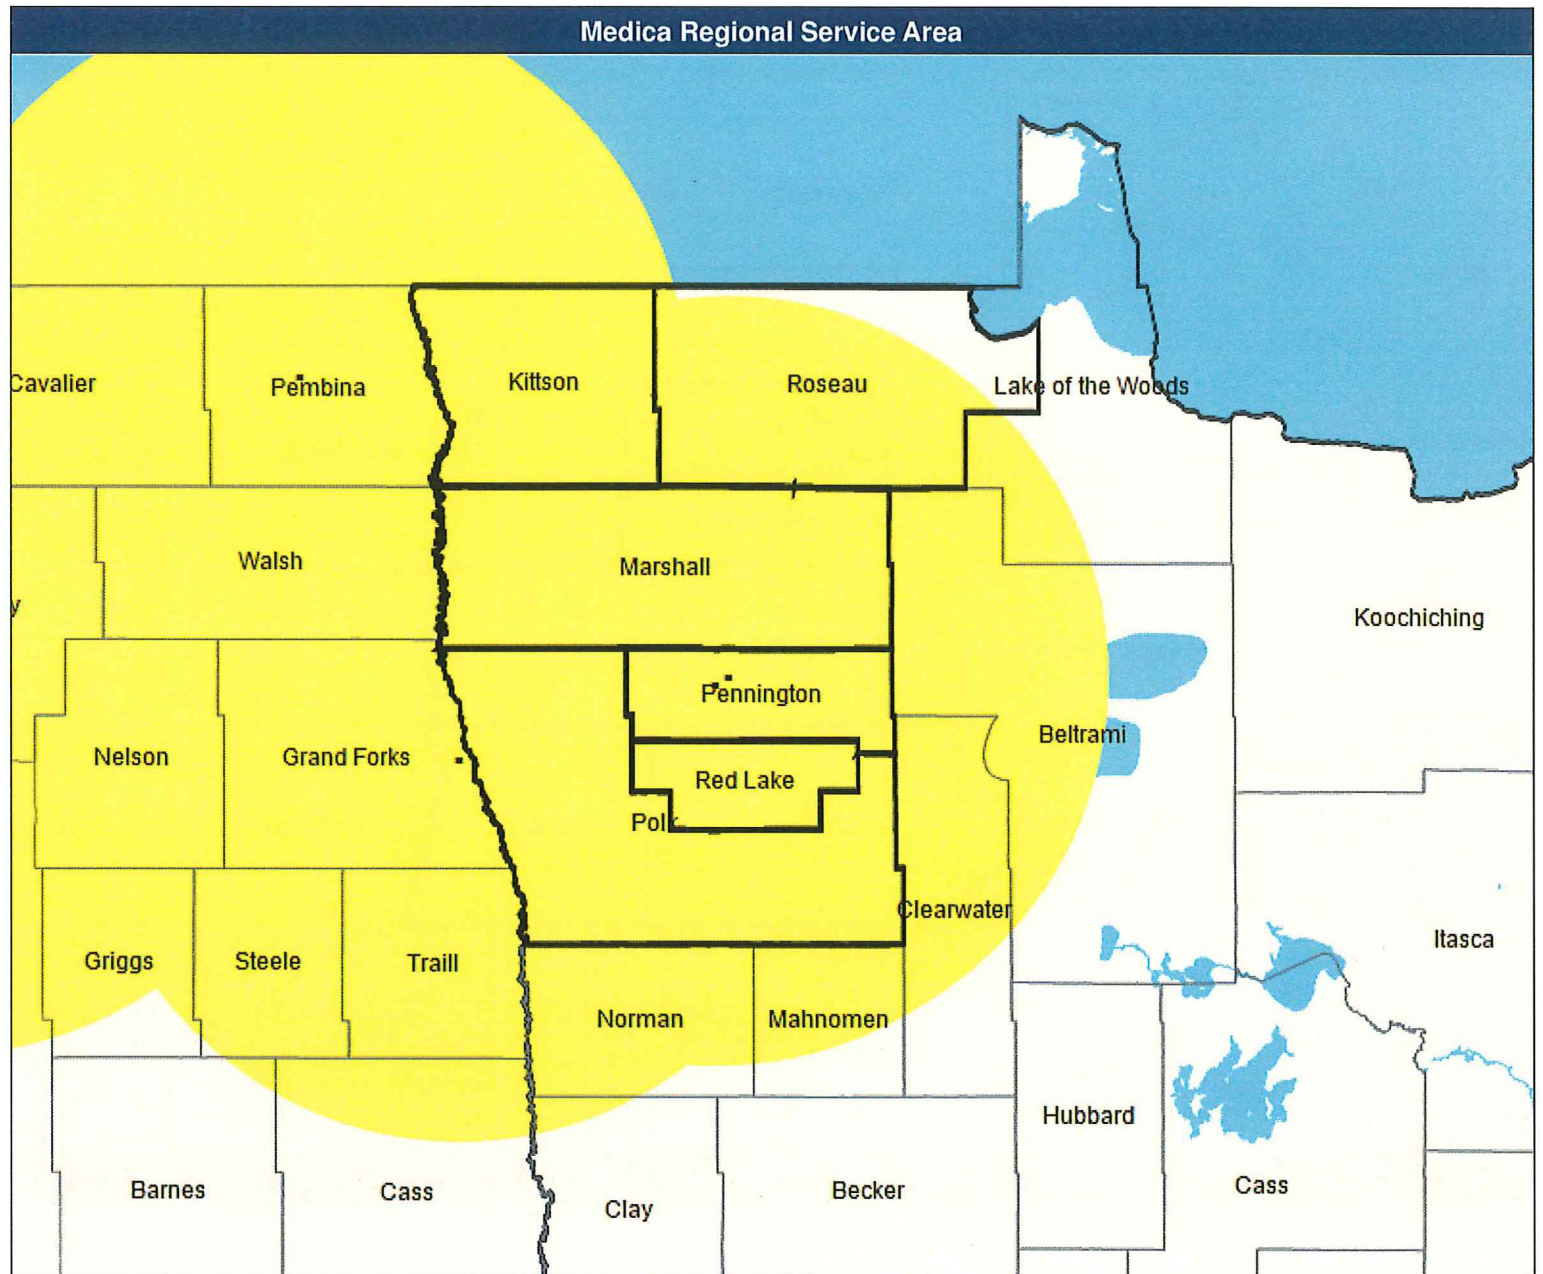 Medica Regional Service Area
Cavalier
Pembina
Kittson
Roseau
Lake of the Woods
Walsh
Marshall
y
Koochiching
Pennington
Beltrami
Nelson
Grand Forks
Red Lake
Polk
Clearwater
Itasca
Griggs
Steele
Traill
Norman
Mahnomen
Hubbard
Barnes
Cass
Clay
Becker
Cass